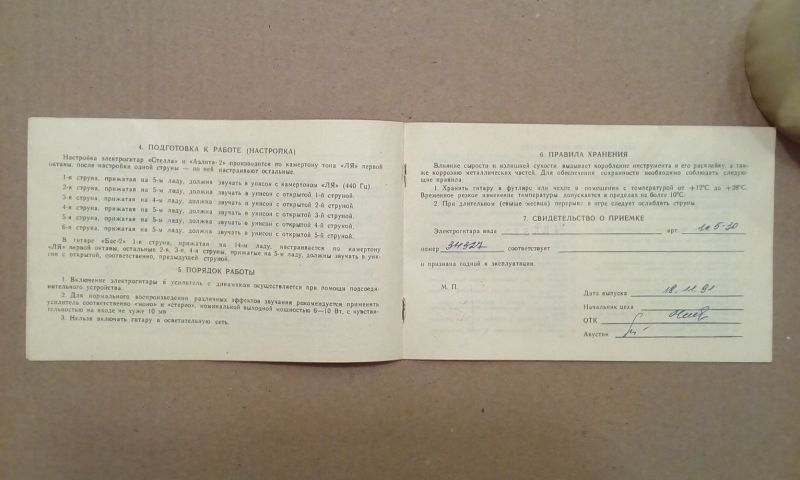 4. ПОДГОТОВКА К РАБОТЕ (НАСТРОЙКА)
Настройка электрогитар «Стелла» и «Аэлита-2» производится по камертону тона «ЛЯ» первой
октавы, после настройки одной струны — по ней настраивают остальные.
1-я струна, прижатая на 5-м ладу, должна звучать в унисон с камертоном «ЛЯ» (440 Гц)
2-я струна, прижатая на 5-м ладу, должна звучать в унисон с открытой 1-й струной.
3-я струна, прижатая на 4-м ладу, должна звучать в унисон с открытой 2-й струной.
4-я струна, прижатая на 5-м ладу, должна звучать в унисон с открытой 3-й струной.
5-я струна, прижатая на 5-м ладу, должна звучать в унисон с открытой 4-й струной.
6-я струна, прижатая на 5-м ладу, должна звучать в унисон с открытой 5-й струной.
В гитаре «Бас-2» 1-я струна, прижатая на 14-м ладу, настраивается по камертону
«ЛЯ» первой октавы, остальные 2-я, 3-я, 4-я струны, прижатые на 5-м ладу, должны звучать в уни-
сон с открытой, соответственно, предыдущей струной.
5. ПОРЯДОК РАБОТЫ
1. Включение электрогитары в усилитель с динамиком осуществляется при помощи подсоеди-
нительного устройства.
2. Для нормального воспроизведения различных эффектов звучания рекомендуется применять
усилитель соответственно «моно» и «стерео», номинальной выходной мощностью 6—10 Вт, с чувстви-
тельностью на входе не хуже 10 мв
3. Нельзя включать гитару в осветительную сеть.
6. ПРАВИЛА ХРАНЕНИЯ
Влияние сырости и излишней сухости вызывает коробление инструмента и его расклейку, а так-
же коррозию металлических частей. Для обеспечения сохранности необходимо соблюдать следую-
щие правила:
1. Хранить гитару в футляре или чехле в помещении с температурой от +12°С до +28°С.
Временное резкое изменение температуры допускается в пределах не более 10°С.
2. При длительном (свыше месяца) перерыве в игре следует ослаблять струны.
7. СВИДЕТЕЛЬСТВО О ПРИЕМКЕ
Электрогитара вида арт.
номер 34327 соответствует
и признана годной к эксплуатации.
М. П.
Дата выпуска 18.11.91
Начальник цеха
ОТК
Акустик